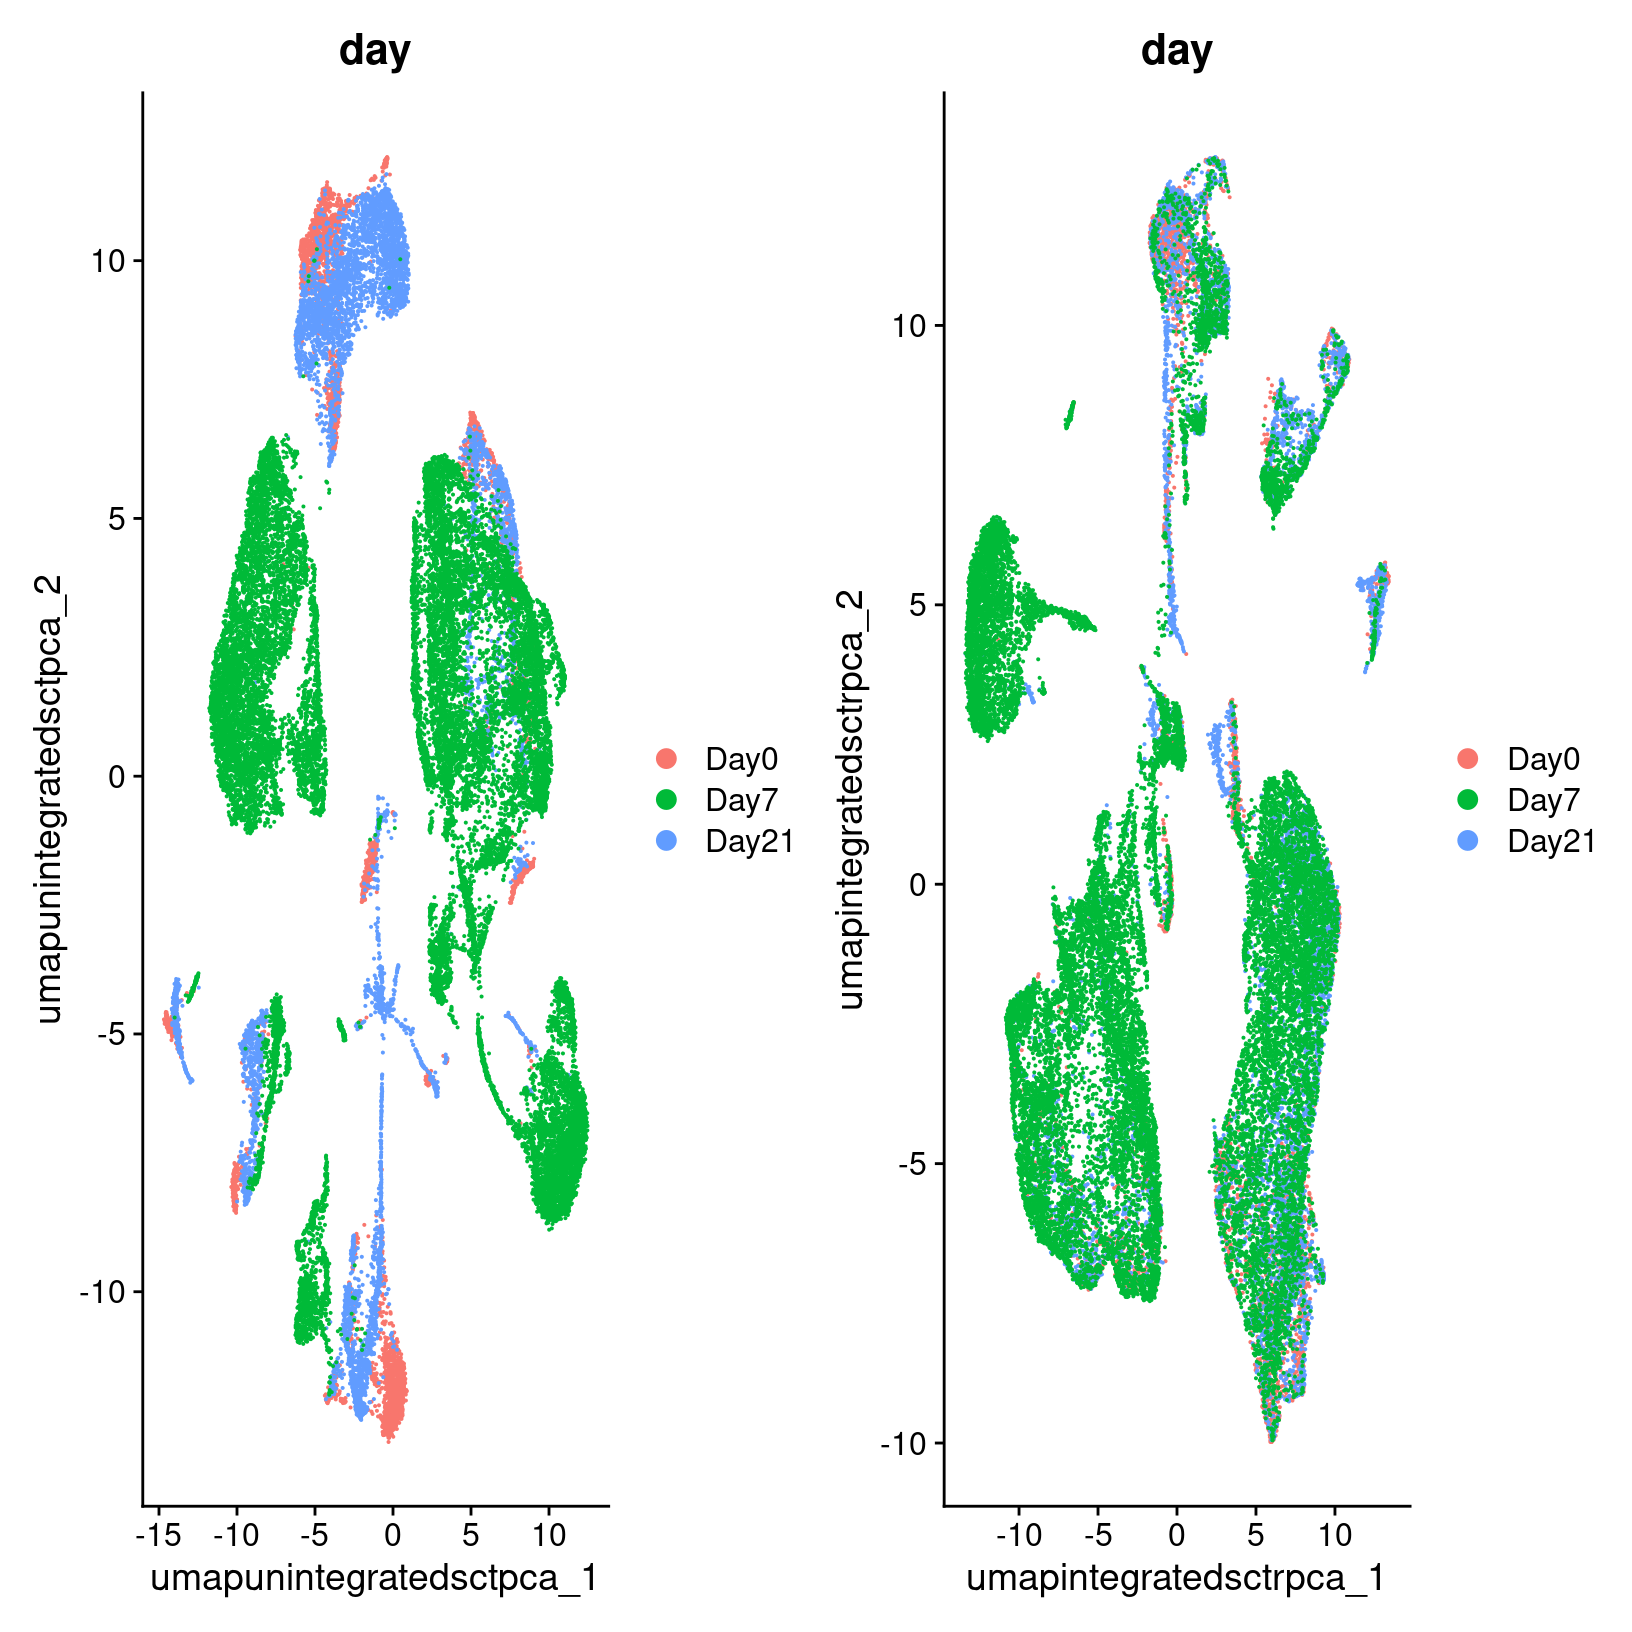 day
umapunintegratedsctpca_2
10
5
0
-5
-10
-15 -10 -5 0 5 10
umapunintegratedsctpca_1
Day0
Day7
Day21
day
umapintegratedsctrpca_2
10
5
0
-5
-10
-10 -5 0 5 10
umapintegratedsctrpca_1
Day0
Day7
Day21